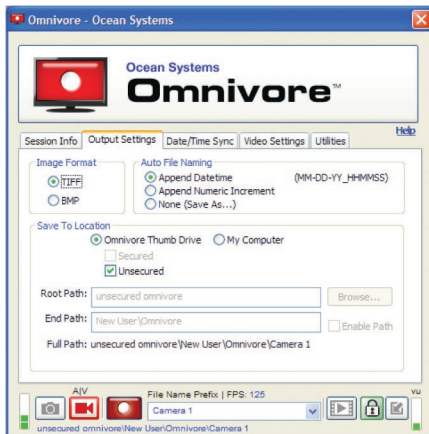 Omnivore - Ocean Systems
Ocean Systems
Omnivore™
Help
Session Info Output Settings Date/Time Sync Video Settings Utilities
Image Format
TIFF
BMP
Auto File Naming
Append Datetime (MM-DD-YY_HHMMSS)
Append Numeric Increment
None (Save As...)
Save To Location
Omnivore Thumb Drive My Computer
Secured
Unsecured
Root Path: unsecured omnivore Browse...
End Path: New User\Omnivore Enable Path
Full Path: unsecured omnivore\New User\Omnivore\Camera 1
A|V File Name Prefix | FPS: 125 vu
Camera 1
unsecured omnivore\New User\Omnivore\Camera 1